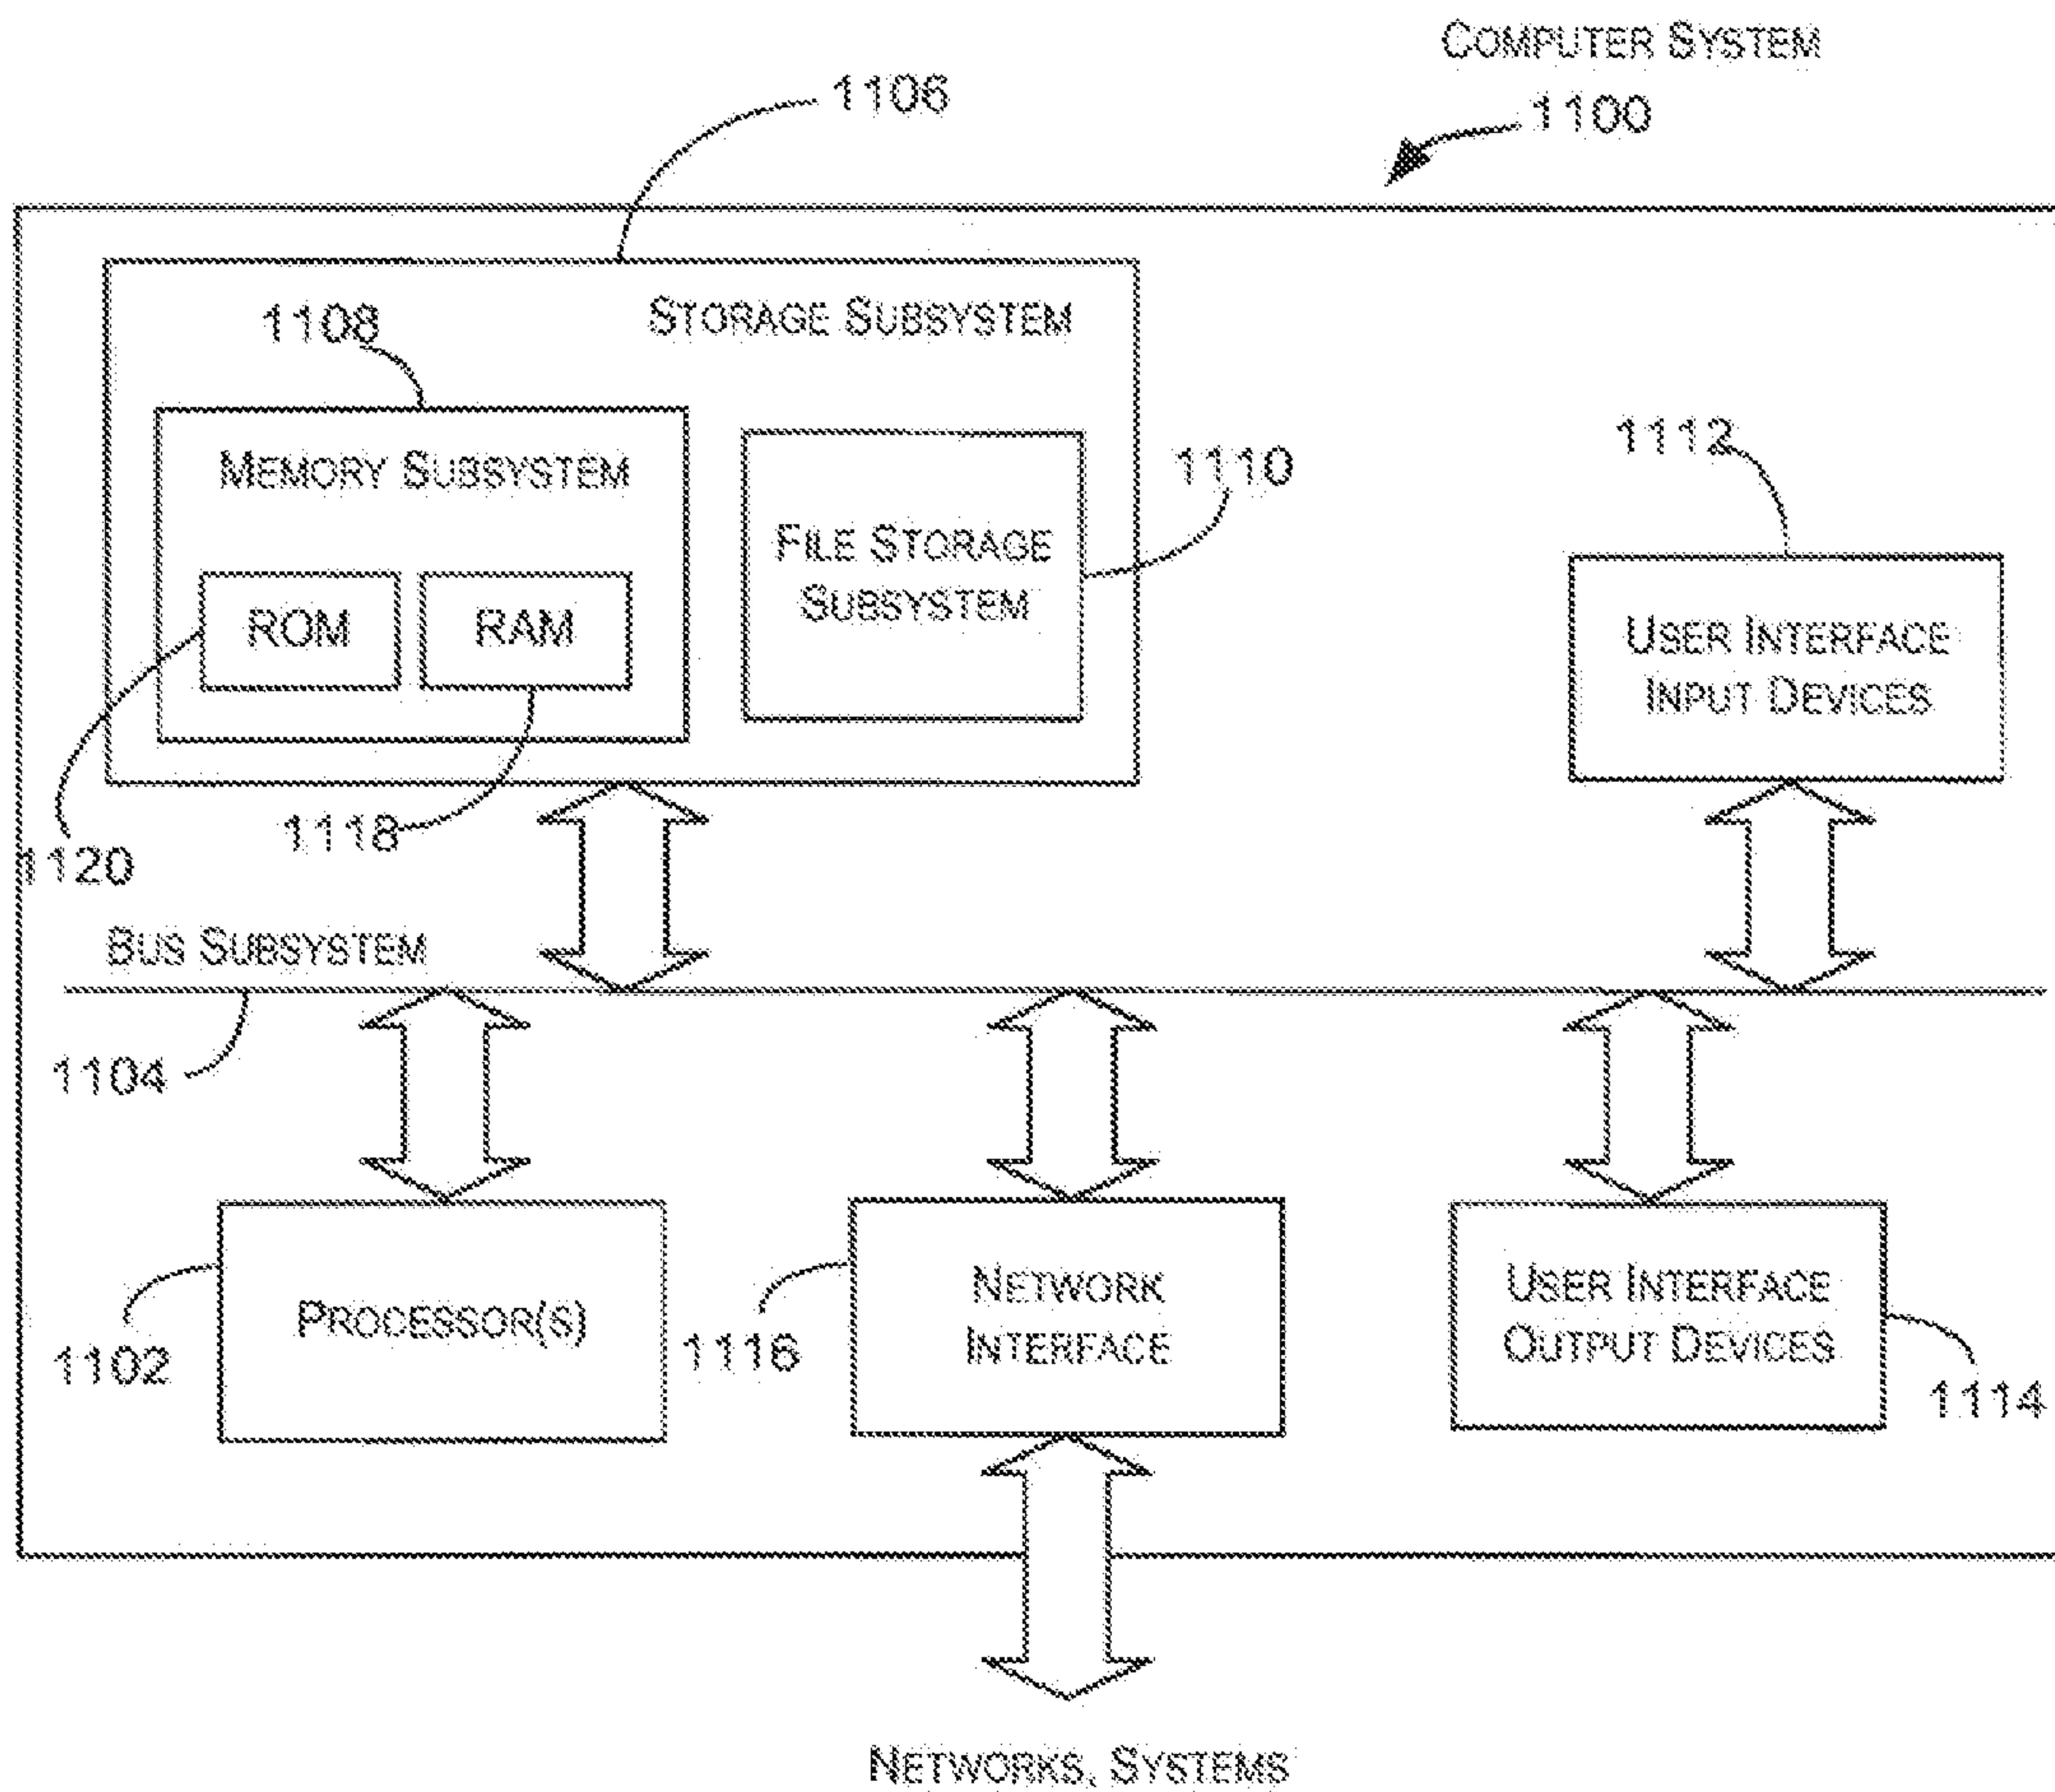 COMPUTER SYSTEM
1100
1106
STORAGE SUBSYSTEM
1108
MEMORY SUBSYSTEM
ROM
RAM
FILE STORAGE
SUBSYSTEM
1110
1112
USER INTERFACE
INPUT DEVICES
1118
1120
BUS SUBSYSTEM
1104
PROCESSOR(S)
1102
NETWORK
INTERFACE
1116
USER INTERFACE
OUTPUT DEVICES
1114
NETWORKS, SYSTEMS